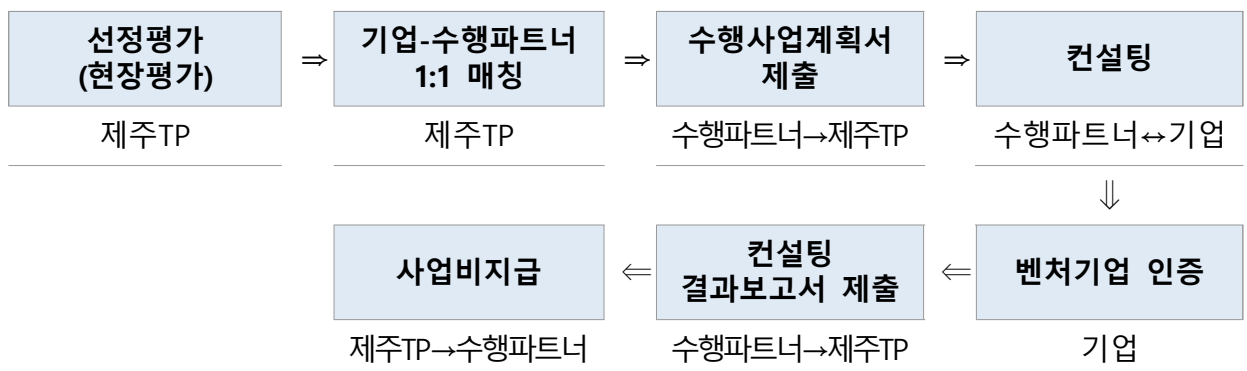 선정평가 ⇒ 기업-수행파트너 ⇒ 수행사업계획서 ⇒ 컨설팅
(현장평가) 1:1 매칭 제출
제주TP 제주TP 수행파트너→제주TP 수행파트너↔기업
⇓
사업비지급 ⇐ 컨설팅 ⇐ 벤처기업 인증
결과보고서 제출
제주TP→수행파트너 수행파트너→제주TP 기업